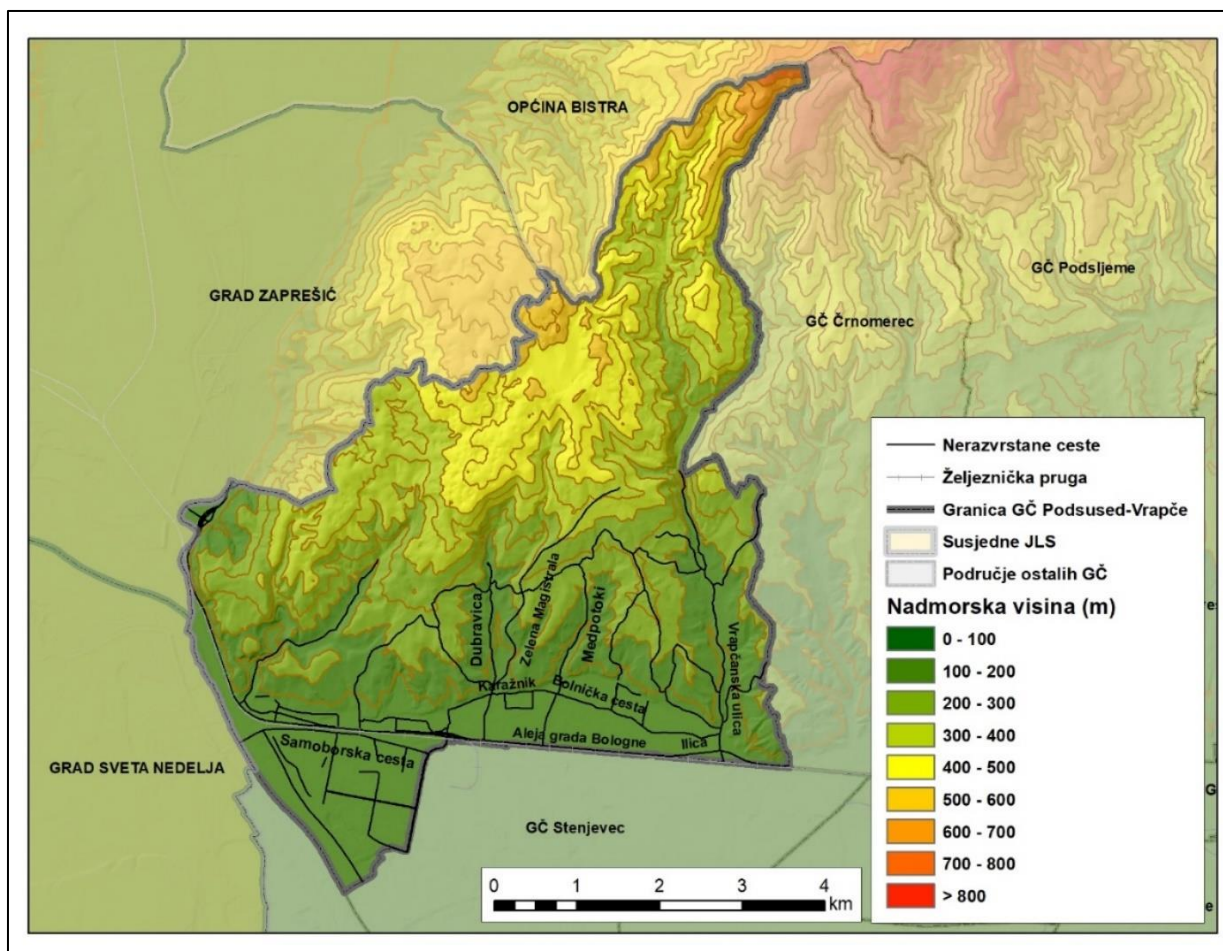 OPĆINA BISTRA
GČ Podsljeme
GRAD ZAPREŠIĆ
GČ Črnomerec
Nerazvrstane ceste
Željeznička pruga
Granica GČ Podsused-Vrapče
Susjedne JLS
Područje ostalih GČ
Nadmorska visina (m)
0 - 100
100 - 200
200 - 300
300 - 400
400 - 500
500 - 600
600 - 700
700 - 800
> 800
Dubravica
Zelena Magistrala
Medpotoki
Vrapčanska ulica
Karažnik
Bolnička cesta
Aleja grada Bologne
Ilica
Samoborska cesta
GRAD SVETA NEDELJA
GČ Stenjevec
0 1 2 3 4
km